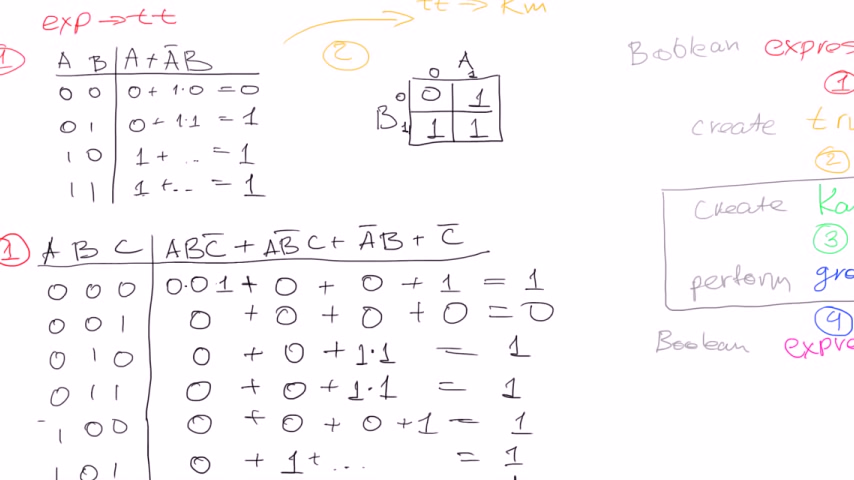 exp → tt
tt → Km
1
A B | A + A̅B
0 0 | 0 + 1·0 = 0
0 1 | 0 + 1·1 = 1
1 0 | 1 + .. = 1
1 1 | 1 + .. = 1
2
A
0 1
B 0 | 0 | 1
1 | 1 | 1
1
A B C | ABC̅ + AB̅C + A̅B + C̅
0 0 0 | 0.01 + 0 + 0 + 1 = 1
0 0 1 | 0 + 0 + 0 + 0 = 0
0 1 0 | 0 + 0 + 1·1 = 1
0 1 1 | 0 + 0 + 1·1 = 1
1 0 0 | 0 + 0 + 0 + 1 = 1
1 0 1 | 0 + 1 + ... = 1
Boolean expres
1
create t
2
Create Ka
3
perform gro
4
Boolean expre